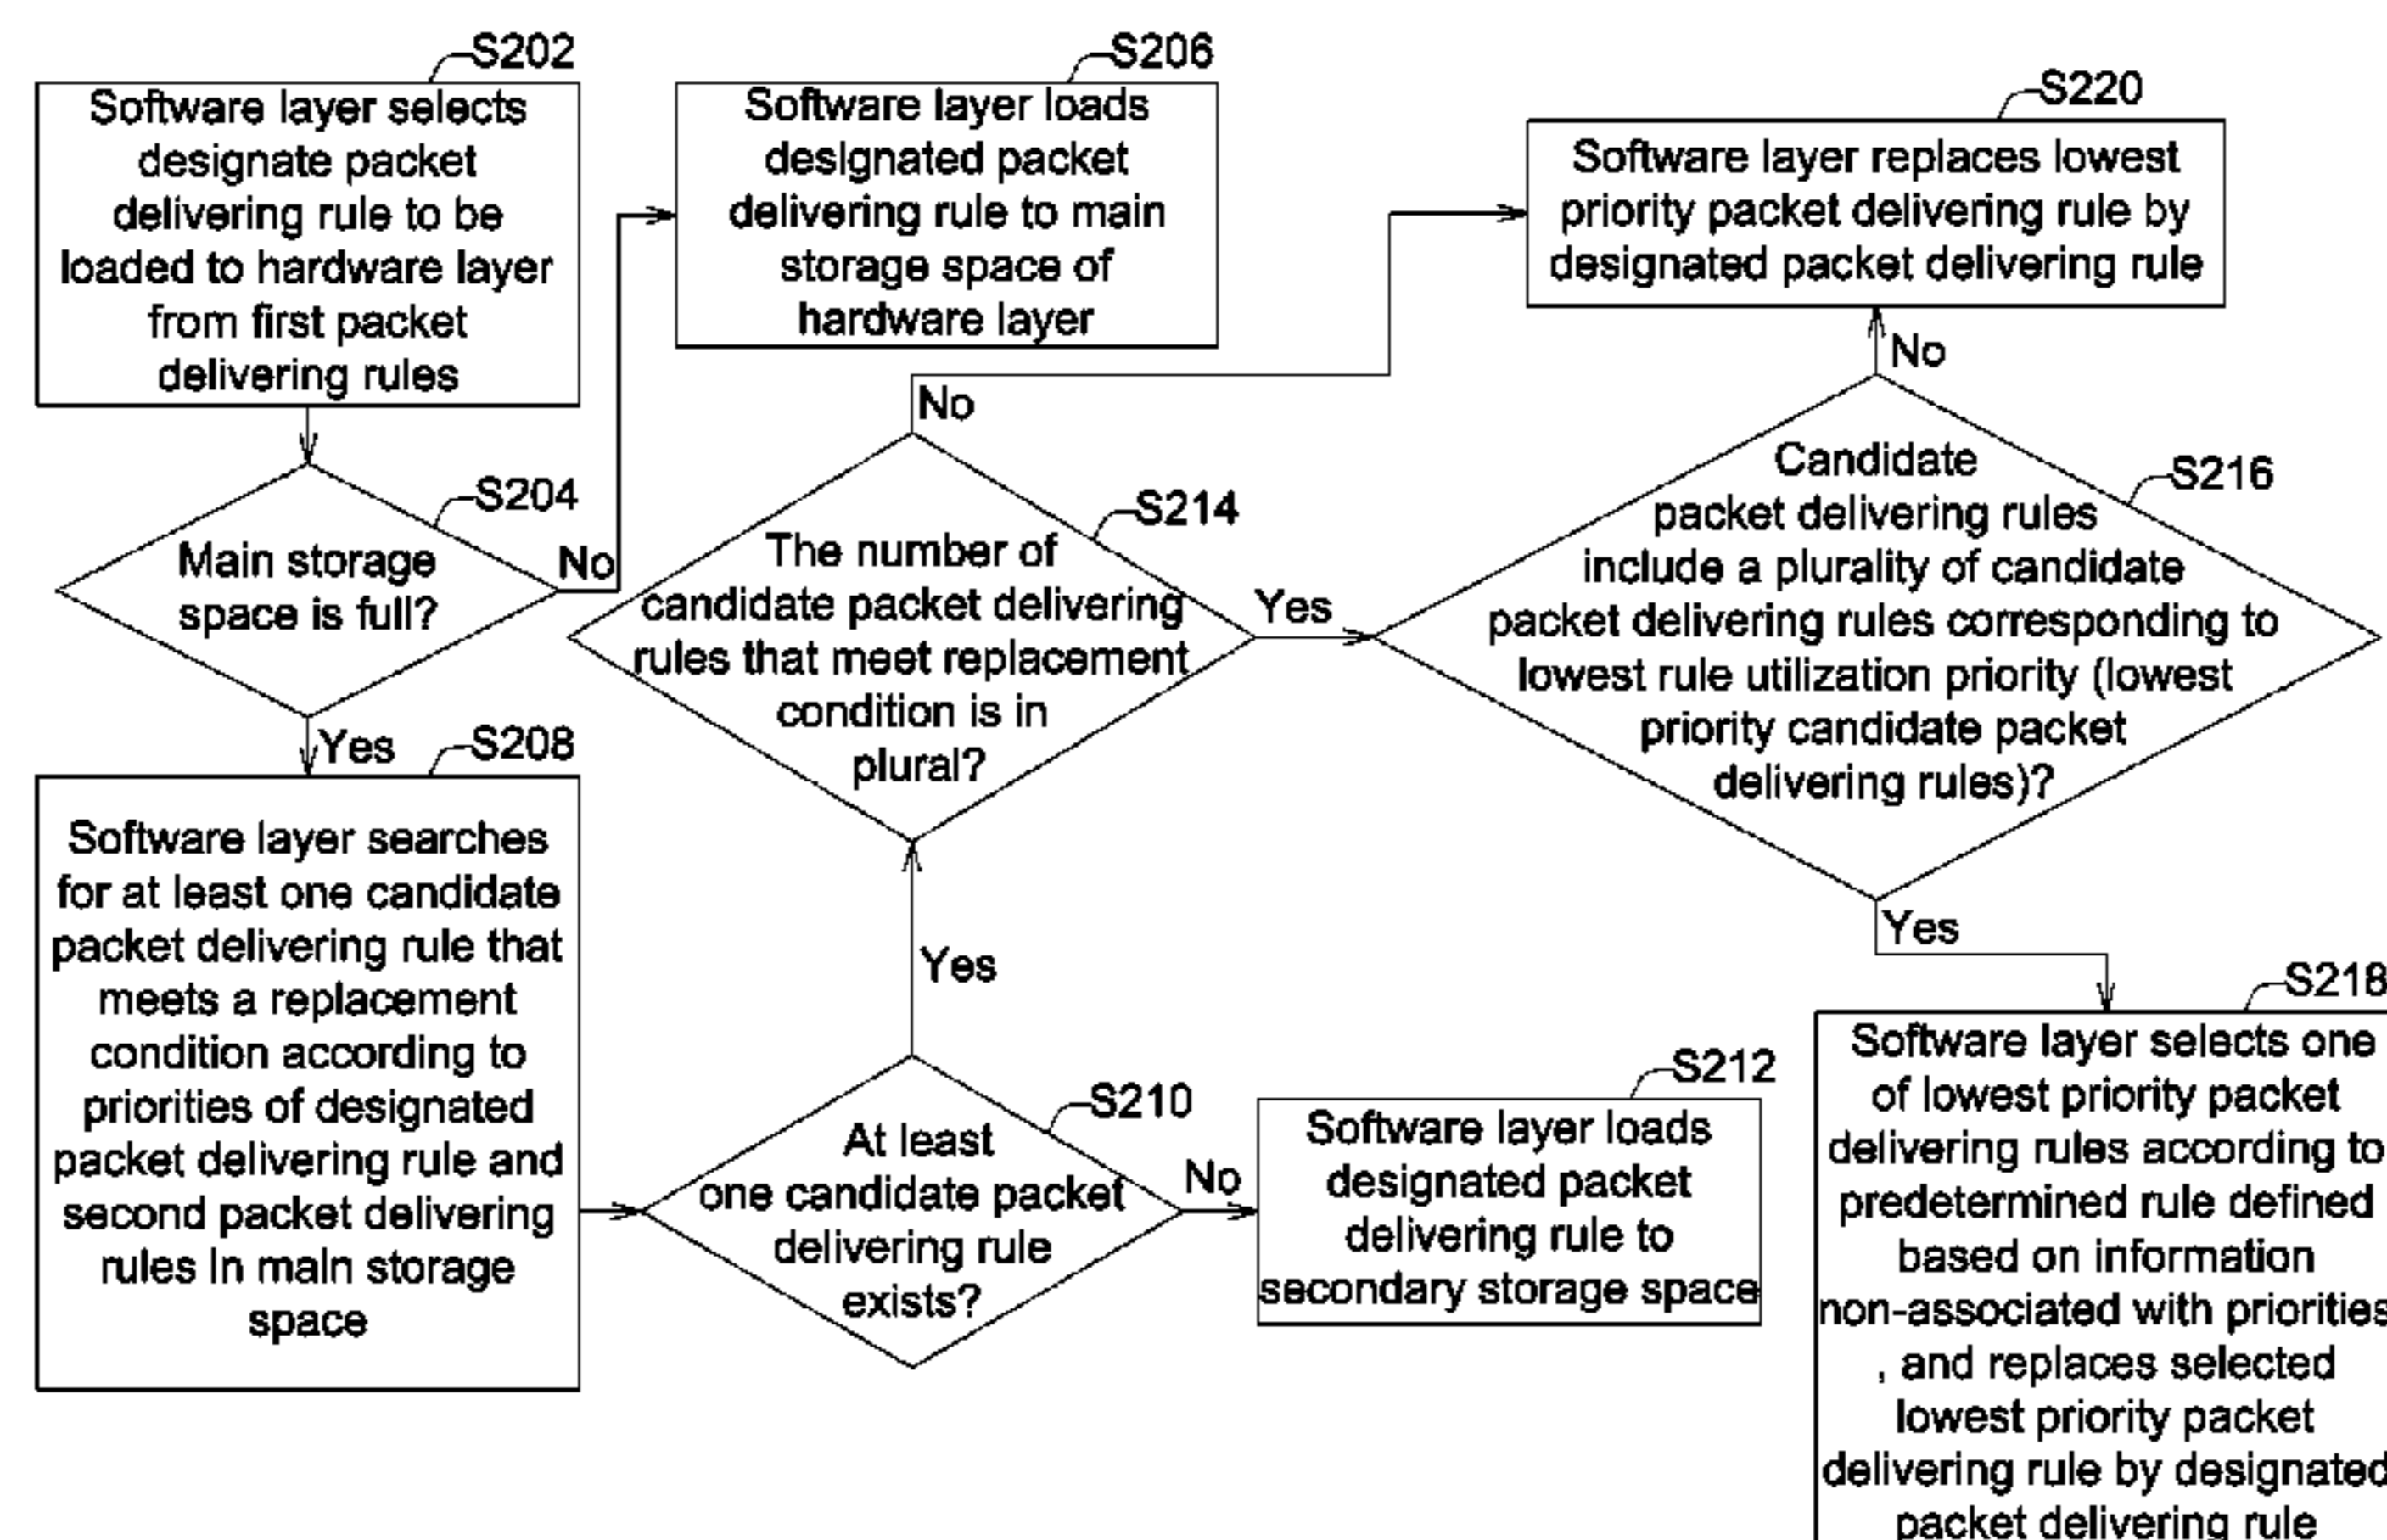 S202
Software layer selects
designate packet
delivering rule to be
loaded to hardware layer
from first packet
delivering rules
S204
Main storage
space is full?
No
Yes
S206
Software layer loads
designated packet
delivering rule to main
storage space of
hardware layer
S208
Software layer searches
for at least one candidate
packet delivering rule that
meets a replacement
condition according to
priorities of designated
packet delivering rule and
second packet delivering
rules in main storage
space
S210
At least
one candidate packet
delivering rule
exists?
No
Yes
S212
Software layer loads
designated packet
delivering rule to
secondary storage space
S214
The number of
candidate packet delivering
rules that meet replacement
condition is in
plural?
No
Yes
S216
Candidate
packet delivering rules
include a plurality of candidate
packet delivering rules corresponding to
lowest rule utilization priority (lowest
priority candidate packet
delivering rules)?
No
Yes
S220
Software layer replaces lowest
priority packet delivering rule by
designated packet delivering rule
S218
Software layer selects one
of lowest priority packet
delivering rules according to
predetermined rule defined
based on information
non-associated with priorities
, and replaces selected
lowest priority packet
delivering rule by designated
packet delivering rule